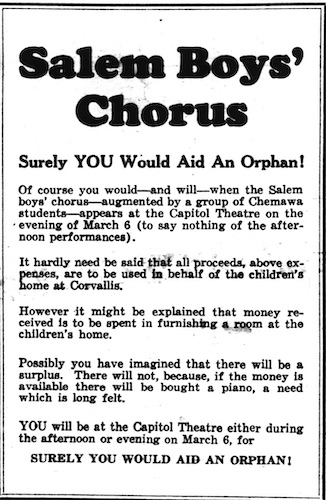 Salem Boys'
Chorus
Surely YOU Would Aid An Orphan!
Of course you would—and will—when the Salem
boys' chorus—augmented by a group of Chemawa
students—appears at the Capitol Theatre on the
evening of March 6 (to say nothing of the after-
noon performances).
It hardly need be said that all proceeds, above ex-
penses, are to be used in behalf of the children's
home at Corvallis.
However it might be explained that money re-
ceived is to be spent in furnishing a room at the
children's home.
Possibly you have imagined that there will be a
surplus. There will not, because, if the money is
available there will be bought a piano, a need
which is long felt.
YOU will be at the Capitol Theatre either during
the afternoon or evening on March 6, for
SURELY YOU WOULD AID AN ORPHAN!